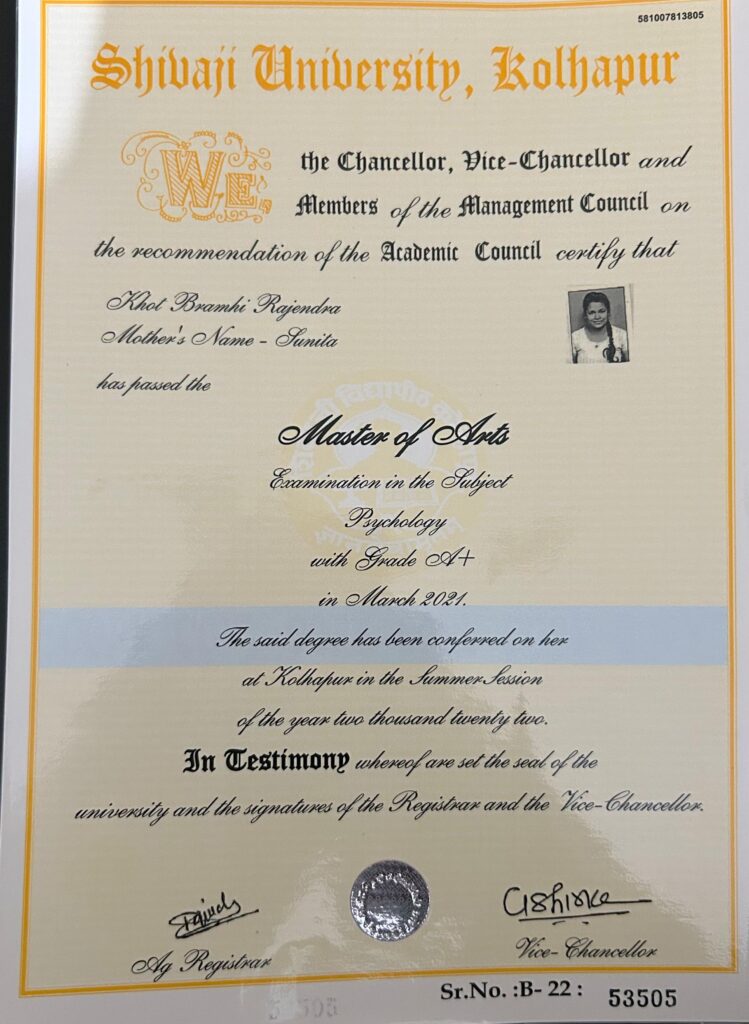 581007813805
Shivaji University, Kolhapur
We, the Chancellor, Vice-Chancellor and
Members of the Management Council on
the recommendation of the Academic Council certify that
Khot Bramhi Rajendra
Mother's Name - Sunita
has passed the
Master of Arts
Examination in the Subject
Psychology
with Grade A+
in March 2021.
The said degree has been conferred on her
at Kolhapur in the Summer Session
of the year two thousand twenty two.
In Testimony whereof are set the seal of the
university and the signatures of the Registrar and the Vice-Chancellor.
Ag Registrar
Vice-Chancellor
Sr.No. :B- 22 : 53505